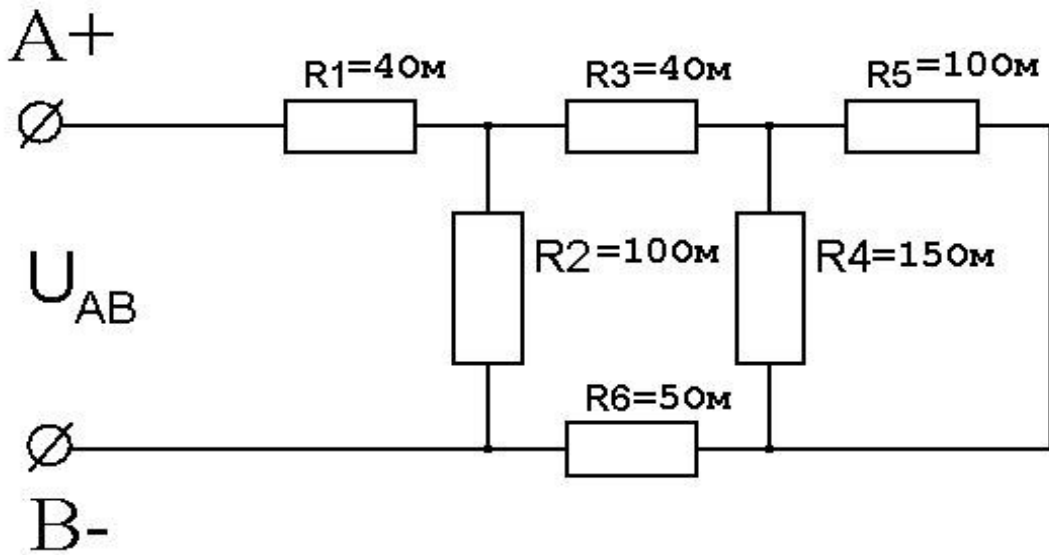 A+
R1=4Ом
R3=4Ом
R5=10Ом
U AB
R2=10Ом
R4=15Ом
R6=5Ом
B-